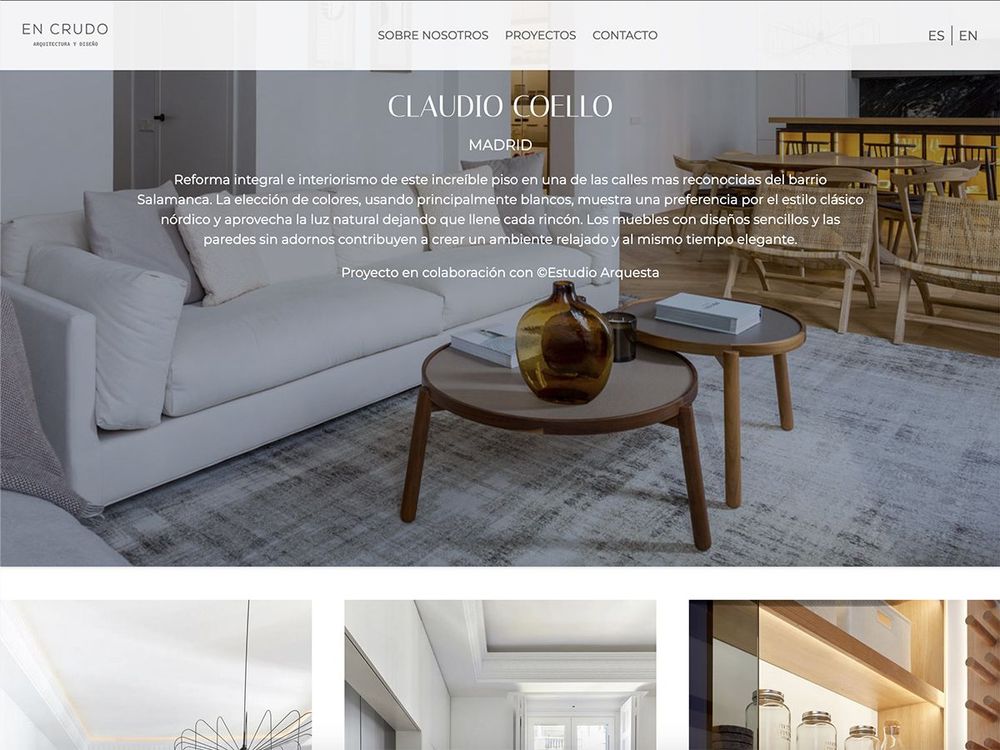 EN CRUDO
ARQUITECTURA Y DISEÑO
SOBRE NOSOTROS PROYECTOS CONTACTO
ES | EN
CLAUDIO COELLO
MADRID
Reforma integral e interiorismo de este increíble piso en una de las calles mas reconocidas del barrio
Salamanca. La elección de colores, usando principalmente blancos, muestra una preferencia por el estilo clásico
nórdico y aprovecha la luz natural dejando que llene cada rincón. Los muebles con diseños sencillos y las
paredes sin adornos contribuyen a crear un ambiente relajado y al mismo tiempo elegante.
Proyecto en colaboración con ©Estudio Arquesta